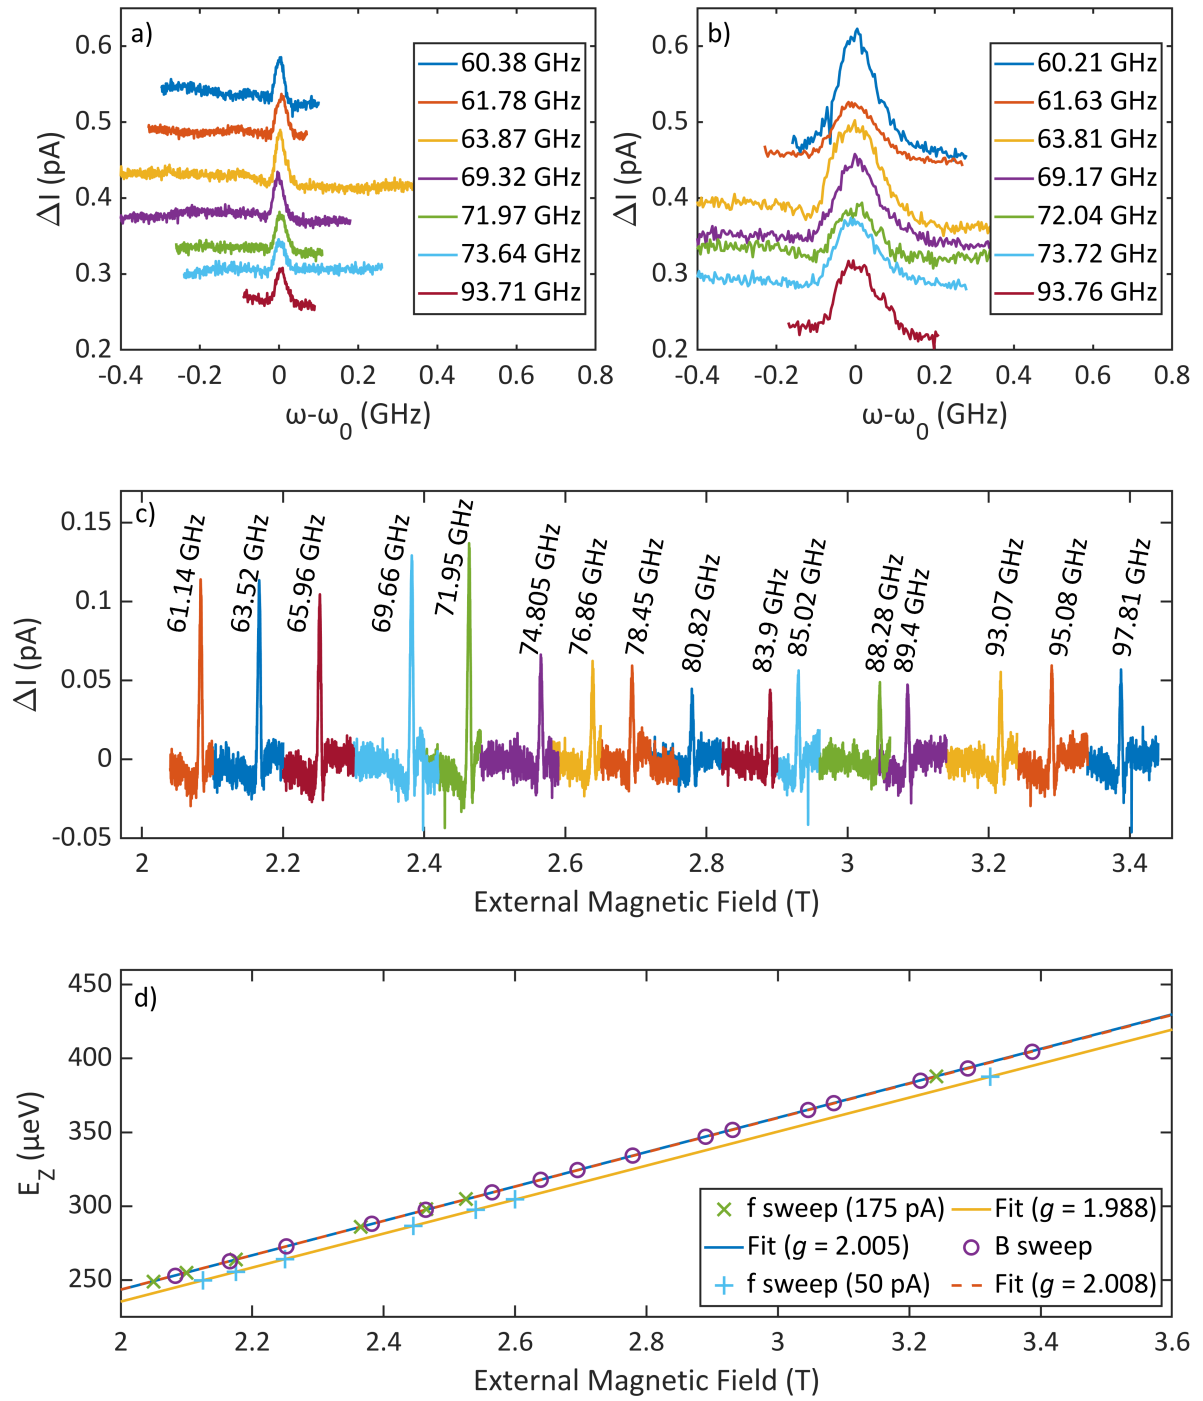 a)
0.6
0.5
0.4
0.3
0.2
ΔI (pA)
60.38 GHz
61.78 GHz
63.87 GHz
69.32 GHz
71.97 GHz
73.64 GHz
93.71 GHz
-0.4 -0.2 0 0.2 0.4 0.6 0.8
ω-ω0 (GHz)
b)
0.6
0.5
0.4
0.3
0.2
ΔI (pA)
60.21 GHz
61.63 GHz
63.81 GHz
69.17 GHz
72.04 GHz
73.72 GHz
93.76 GHz
-0.4 -0.2 0 0.2 0.4 0.6 0.8
ω-ω0 (GHz)
c)
0.15
0.1
0.05
0
-0.05
ΔI (pA)
61.14 GHz
63.52 GHz
65.96 GHz
69.66 GHz
71.95 GHz
74.805 GHz
76.86 GHz
78.45 GHz
80.82 GHz
83.9 GHz
85.02 GHz
88.28 GHz
89.4 GHz
93.07 GHz
95.08 GHz
97.81 GHz
2 2.2 2.4 2.6 2.8 3 3.2 3.4
External Magnetic Field (T)
d)
450
400
350
300
250
EZ (μeV)
f sweep (175 pA)
Fit (g = 1.988)
Fit (g = 2.005)
B sweep
f sweep (50 pA)
Fit (g = 2.008)
2 2.2 2.4 2.6 2.8 3 3.2 3.4 3.6
External Magnetic Field (T)